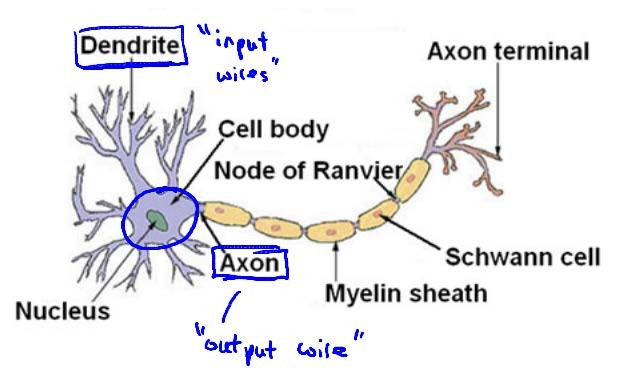 Dendrite
"input
wires"
Axon terminal
Cell body
Node of Ranvier
Axon
Schwann cell
Myelin sheath
Nucleus
"output wire"